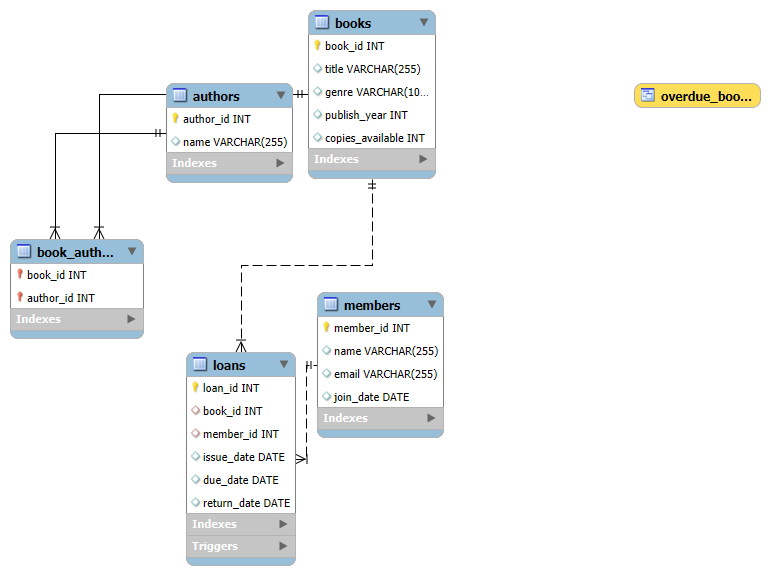 books
book_id INT
title VARCHAR(255)
genre VARCHAR(10...
publish_year INT
copies_available INT
Indexes
authors
author_id INT
name VARCHAR(255)
Indexes
overdue_boo...
book_auth...
book_id INT
author_id INT
Indexes
members
member_id INT
name VARCHAR(255)
email VARCHAR(255)
join_date DATE
Indexes
loans
loan_id INT
book_id INT
member_id INT
issue_date DATE
due_date DATE
return_date DATE
Indexes
Triggers